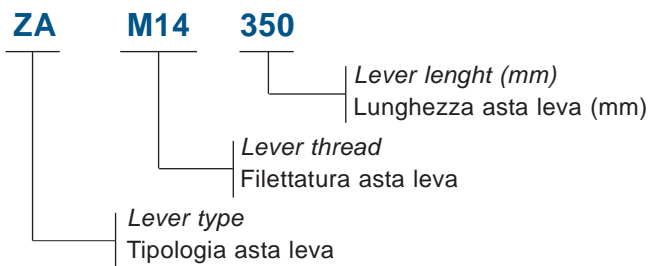 ZA M14 350
Lever lenght (mm)
Lunghezza asta leva (mm)
Lever thread
Filettatura asta leva
Lever type
Tipologia asta leva